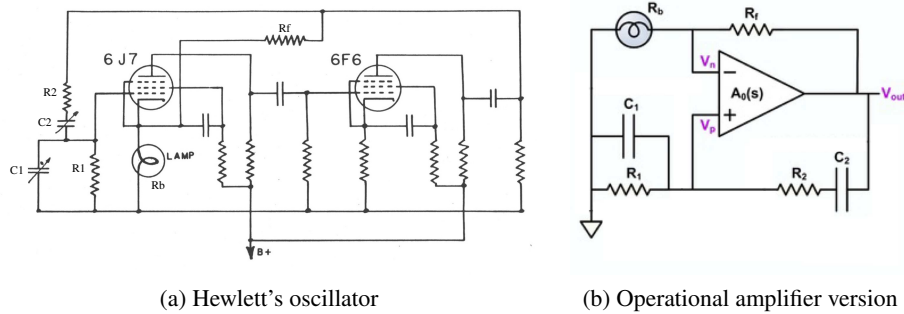 Rf
6J7
6F6
R2
C2
C1
R1
LAMP
Rb
B+
(a) Hewlett's oscillator
Rb
Rf
Vn
A0(s)
Vout
Vp
C1
C2
R1
R2
(b) Operational amplifier version